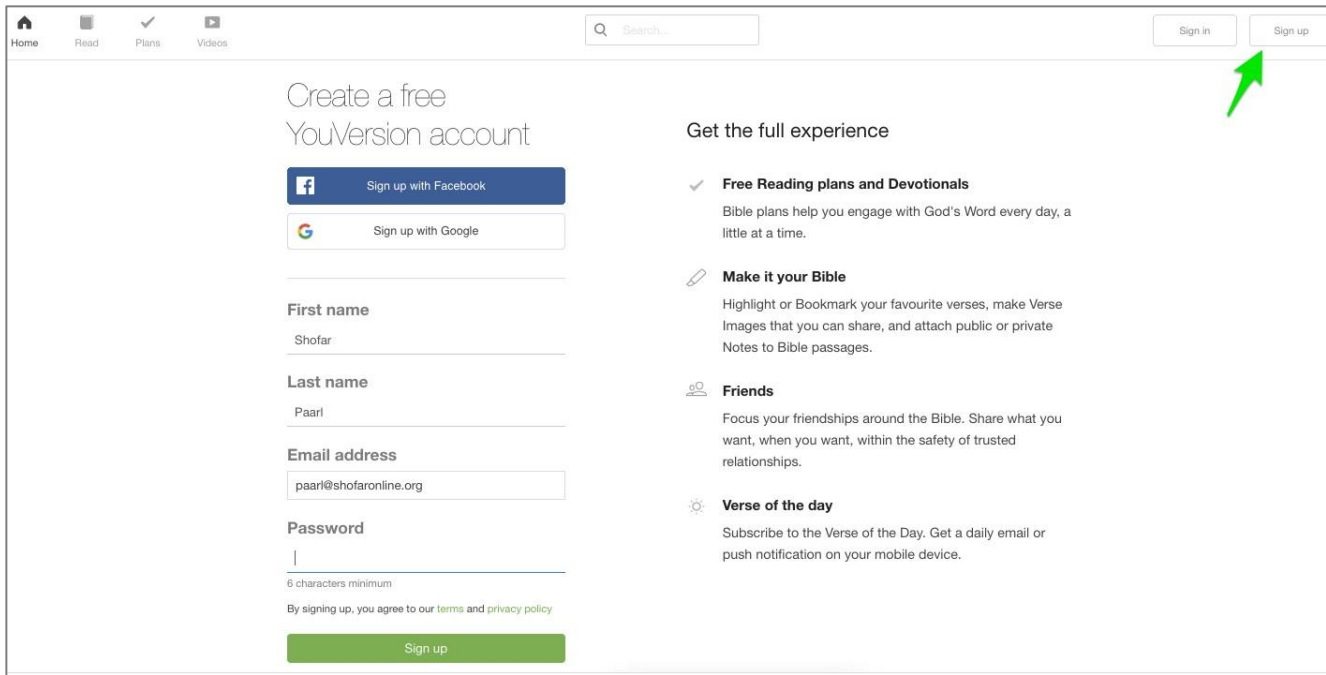 Home
Read
Plans
Videos
Search...
Sign in
Sign up
Create a free
YouVersion account
Sign up with Facebook
Sign up with Google
First name
Shofar
Last name
Paarl
Email address
paarl@shofaronline.org
Password
6 characters minimum
By signing up, you agree to our terms and privacy policy
Sign up
Get the full experience
Free Reading plans and Devotionals
Bible plans help you engage with God's Word every day, a
little at a time.
Make it your Bible
Highlight or Bookmark your favourite verses, make Verse
Images that you can share, and attach public or private
Notes to Bible passages.
Friends
Focus your friendships around the Bible. Share what you
want, when you want, within the safety of trusted
relationships.
Verse of the day
Subscribe to the Verse of the Day. Get a daily email or
push notification on your mobile device.